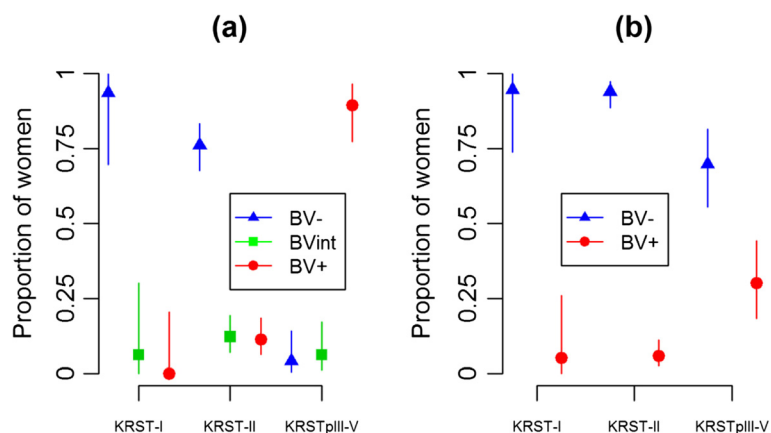 (a)
Proportion of women
1
0.75
0.5
0.25
0
BV-
BVint
BV+
KRST-I
KRST-II
KRSTpIII-V
(b)
Proportion of women
1
0.75
0.5
0.25
0
BV-
BV+
KRST-I
KRST-II
KRSTpIII-V